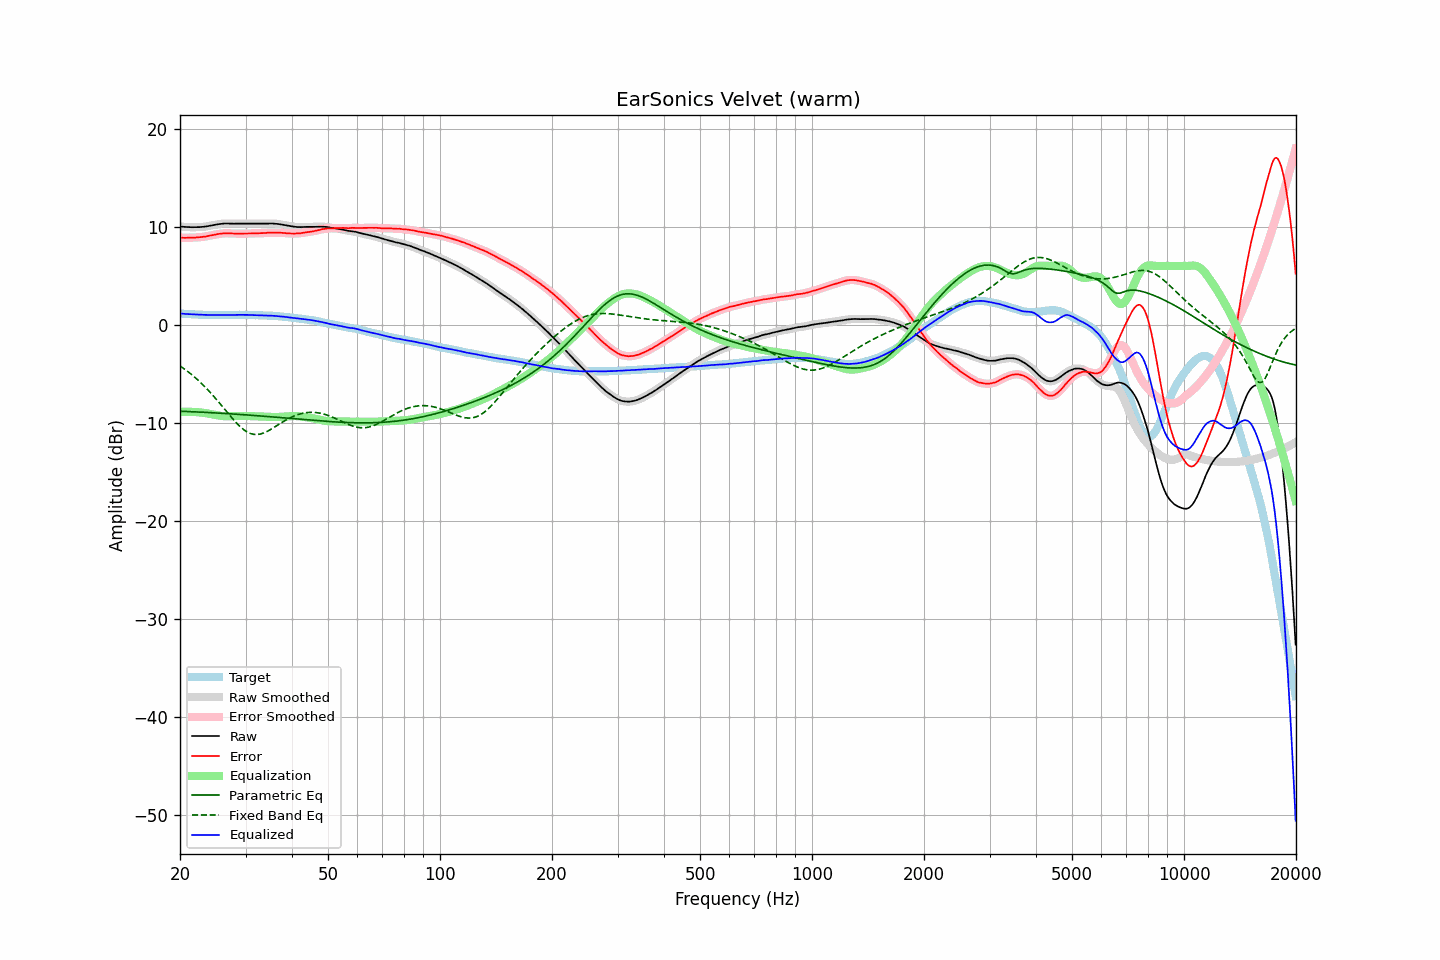 EarSonics Velvet (warm)
Amplitude (dBr)
20
10
0
−10
−20
−30
−40
−50
Target
Raw Smoothed
Error Smoothed
Raw
Error
Equalization
Parametric Eq
Fixed Band Eq
Equalized
20 50 100 200 500 1000 2000 5000 10000 20000
Frequency (Hz)